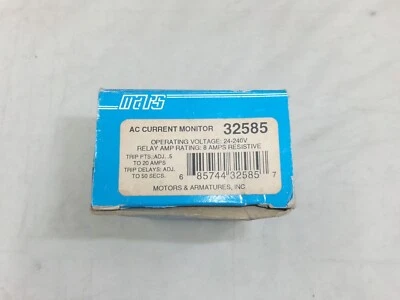 mars
AC CURRENT MONITOR 32585
OPERATING VOLTAGE: 24-240V
RELAY AMP RATING: 8 AMPS RESISTIVE
TRIP PTS.:ADJ. .5
TO 20 AMPS
TRIP DELAYS: ADJ.
TO 50 SECS.
6 85744 32585 7
MOTORS & ARMATURES, INC